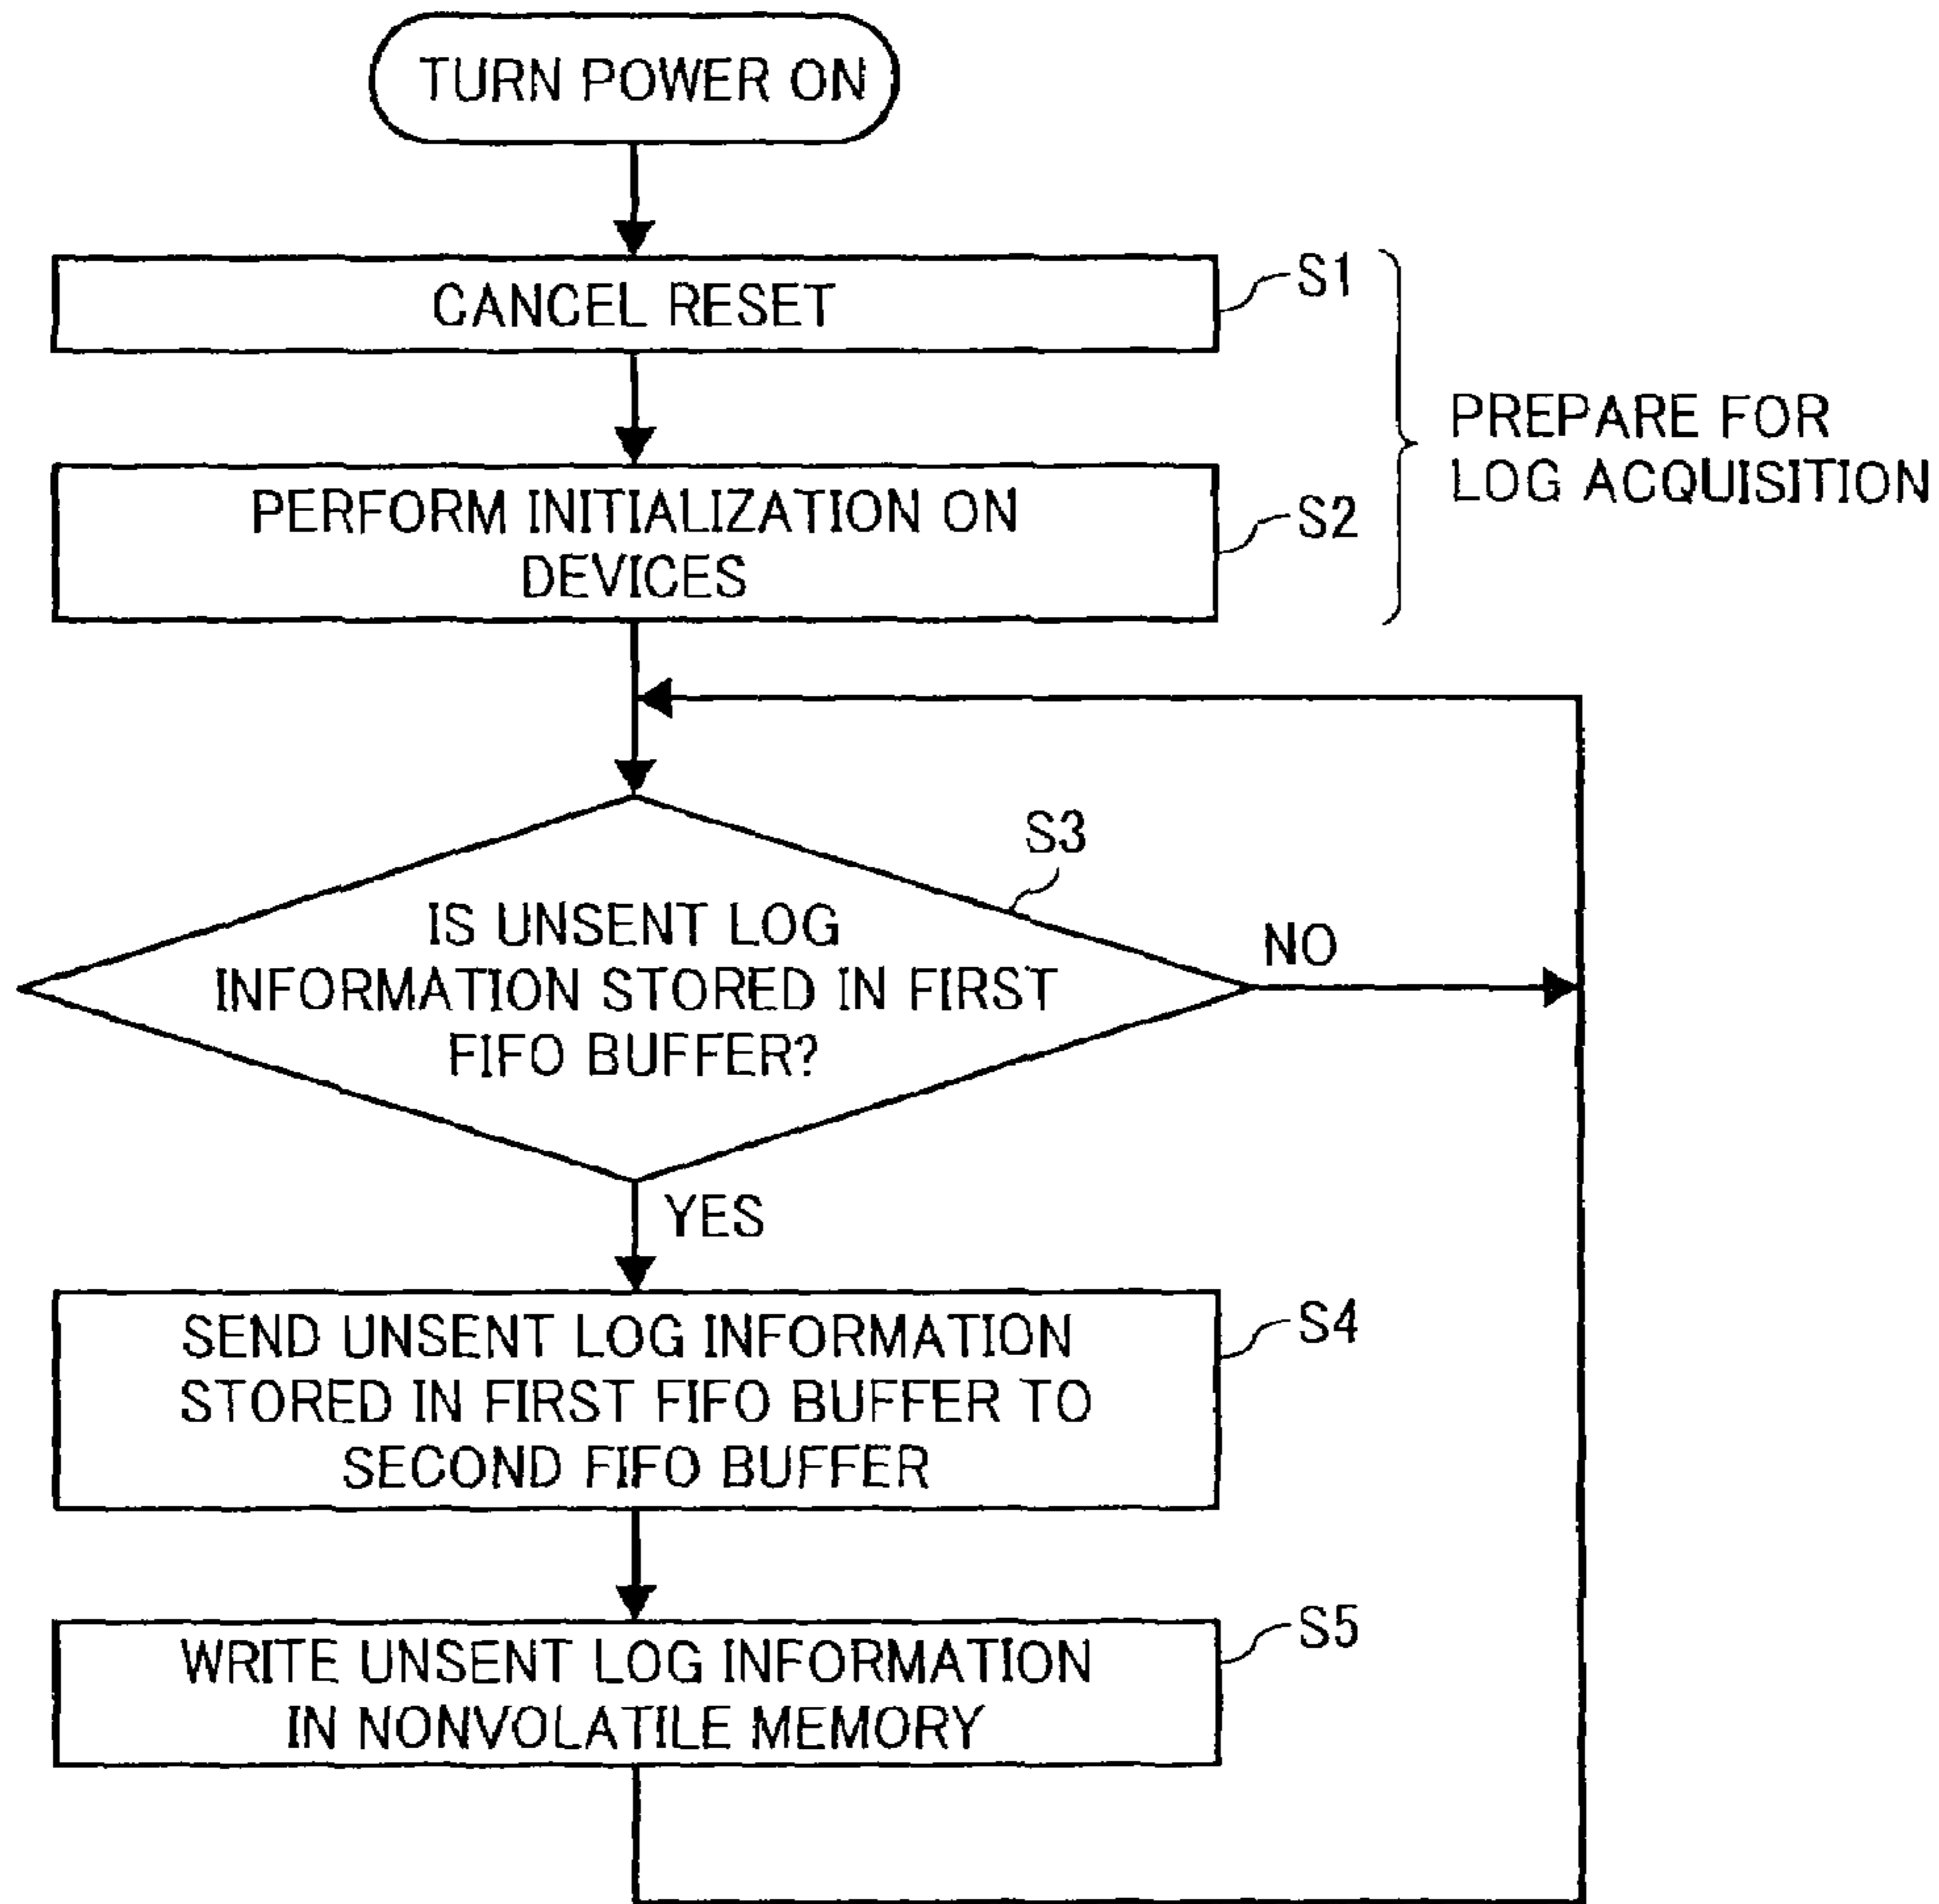 TURN POWER ON
CANCEL RESET
S1
PREPARE FOR
LOG ACQUISITION
PERFORM INITIALIZATION ON
DEVICES
S2
S3
IS UNSENT LOG
INFORMATION STORED IN FIRST
FIFO BUFFER?
NO
YES
SEND UNSENT LOG INFORMATION
STORED IN FIRST FIFO BUFFER TO
SECOND FIFO BUFFER
S4
WRITE UNSENT LOG INFORMATION
IN NONVOLATILE MEMORY
S5